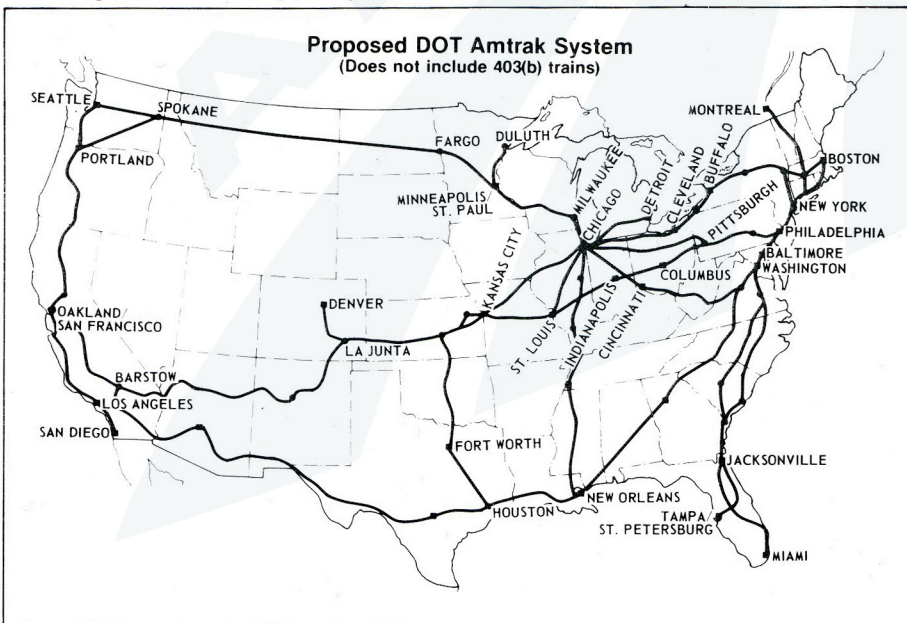 Proposed DOT Amtrak System
(Does not include 403(b) trains)
SEATTLE
SPOKANE
PORTLAND
FARGO
DULUTH
MINNEAPOLIS/
ST. PAUL
MILWAUKEE
CHICAGO
DETROIT
CLEVELAND
BUFFALO
MONTREAL
BOSTON
NEW YORK
PITTSBURGH
PHILADELPHIA
BALTIMORE
WASHINGTON
COLUMBUS
CINCINNATI
INDIANAPOLIS
ST. LOUIS
KANSAS CITY
DENVER
LA JUNTA
OAKLAND/
SAN FRANCISCO
BARSTOW
LOS ANGELES
SAN DIEGO
FORT WORTH
HOUSTON
NEW ORLEANS
JACKSONVILLE
TAMPA/
ST. PETERSBURG
MIAMI